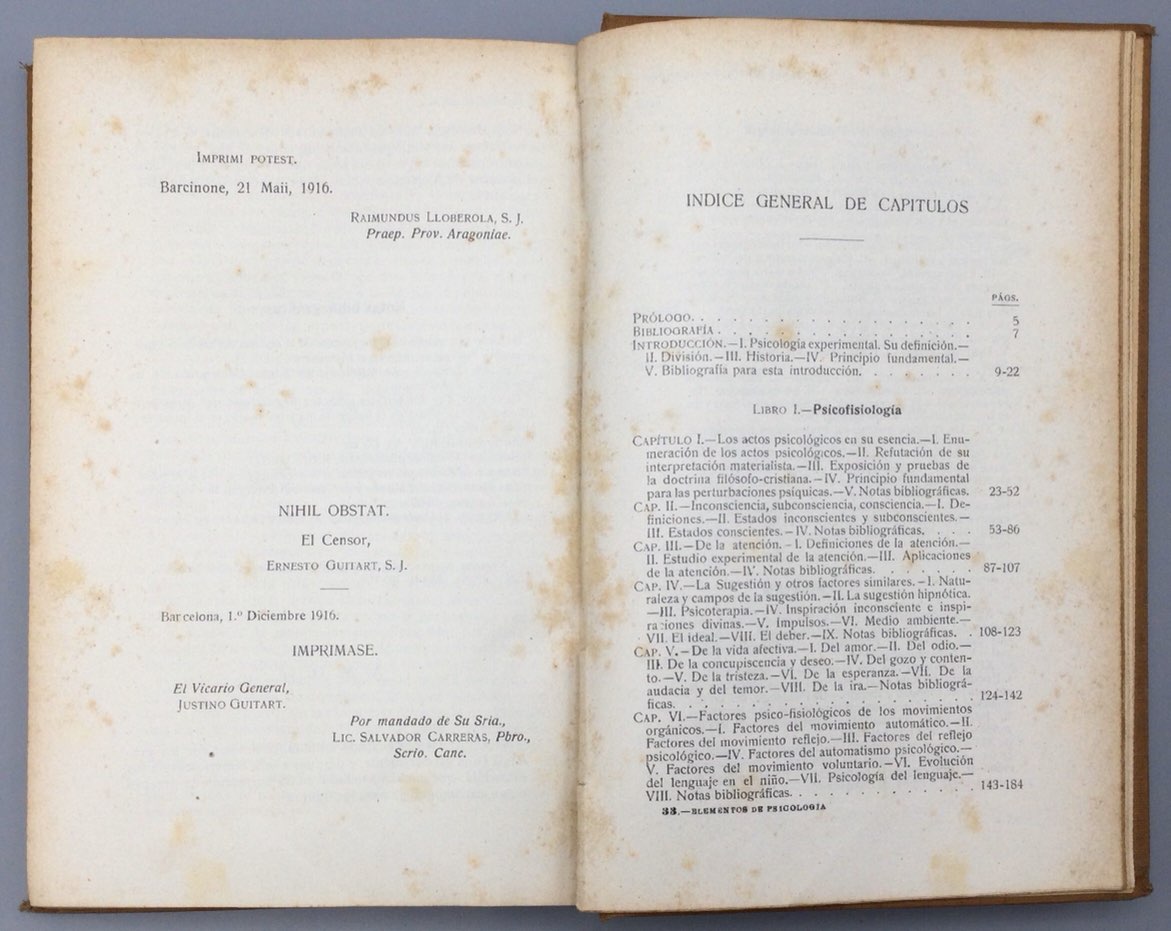 IMPRIMI POTEST.
Barcinone, 21 Maii, 1916.
RAIMUNDUS LLOBEROLA, S. J.
Praep. Prov. Aragoniae.
NIHIL OBSTAT.
El Censor,
ERNESTO GUITART, S. J.
Barcelona, 1.º Diciembre 1916.
IMPRIMASE.
El Vicario General,
JUSTINO GUITART.
Por mandado de Su Sria.,
LIC. SALVADOR CARRERAS, Pbro.,
Scrio. Canc.
INDICE GENERAL DE CAPITULOS
PÁGS.
PRÓLOGO. . . . . . . . . . . . . . . . . 5
BIBLIOGRAFÍA . . . . . . . . . . . . . . . 7
INTRODUCCIÓN.—I. Psicología experimental. Su definición.—
II. División.—III. Historia.—IV. Principio fundamental.—
V. Bibliografía para esta introducción. . . . . . . . 9-22
LIBRO I.—Psicofisiología
CAPÍTULO I.—Los actos psicológicos en su esencia.—I. Enu-
meración de los actos psicológicos.—II. Refutación de su
interpretación materialista.—III. Exposición y pruebas de
la doctrina filósofo-cristiana.—IV. Principio fundamental
para las perturbaciones psíquicas.—V. Notas bibliográficas. 23-52
CAP. II.—Inconsciencia, subconsciencia, consciencia.—I. De-
finiciones.—II. Estados inconscientes y subconscientes.—
III. Estados conscientes.—IV. Notas bibliográficas. . . . 53-86
CAP. III.—De la atención.—I. Definiciones de la atención.—
II. Estudio experimental de la atención.—III. Aplicaciones
de la atención.—IV. Notas bibliográficas. . . . . . . 87-107
CAP. IV.—La Sugestión y otros factores similares.—I. Natu-
raleza y campos de la sugestión.—II. La sugestión hipnótica.
—III. Psicoterapia.—IV. Inspiración inconsciente e inspi-
raciones divinas.—V. Impulsos.—VI. Medio ambiente.—
VII. El ideal.—VIII. El deber.—IX. Notas bibliográficas. . 108-123
CAP. V.—De la vida afectiva.—I. Del amor.—II. Del odio.—
III. De la concupiscencia y deseo.—IV. Del gozo y conten-
to.—V. De la tristeza.—VI. De la esperanza.—VII. De la
audacia y del temor.—VIII. De la ira.—Notas bibliográ-
ficas. . . . . . . . . . . . . . . . . 124-142
CAP. VI.—Factores psico-fisiológicos de los movimientos
orgánicos.—I. Factores del movimiento automático.—II.
Factores del movimiento reflejo.—III. Factores del reflejo
psicológico.—IV. Factores del automatismo psicológico.—
V. Factores del movimiento voluntario.—VI. Evolución
del lenguaje en el niño.—VII. Psicología del lenguaje.—
VIII. Notas bibliográficas. . . . . . . . . . . 143-184
33.—ELEMENTOS DE PSICOLOGIA